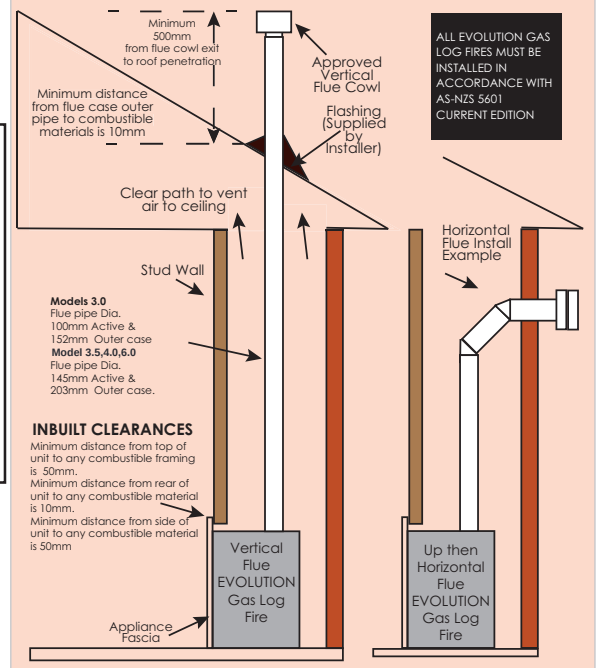 Minimum
500mm
from flue cowl exit
to roof penetration
Minimum distance
from flue case outer
pipe to combustible
materials is 10mm
Approved
Vertical
Flue Cowl
Flashing
(Supplied
by
Installer)
ALL EVOLUTION GAS
LOG FIRES MUST BE
INSTALLED IN
ACCORDANCE WITH
AS-NZS 5601
CURRENT EDITION
Clear path to vent
air to ceiling
Stud Wall
Horizontal
Flue Install
Example
Models 3.0
Flue pipe Dia.
100mm Active &
152mm Outer case
Model 3.5,4.0,6.0
Flue pipe Dia.
145mm Active &
203mm Outer case.
INBUILT CLEARANCES
Minimum distance from top of
unit to any combustible framing
is 50mm.
Minimum distance from rear of
unit to any combustible material
is 10mm.
Minimum distance from side of
unit to any combustible material
is 50mm
Appliance
Fascia
Vertical
Flue
EVOLUTION
Gas Log
Fire
Up then
Horizontal
Flue
EVOLUTION
Gas Log
Fire